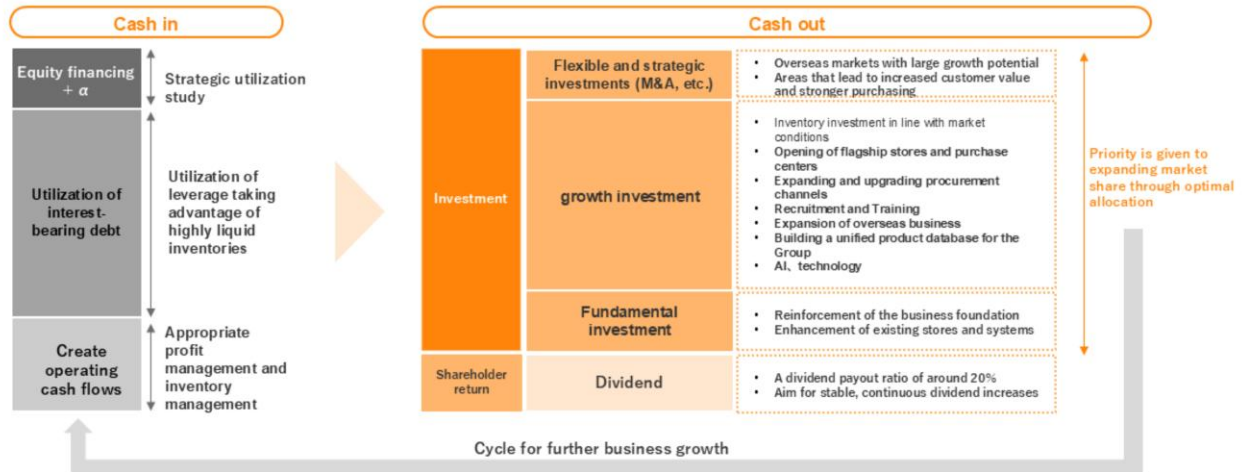 Cash in
Cash out
Equity financing
+ α
Strategic utilization
study
Utilization of
interest-
bearing debt
Utilization of
leverage taking
advantage of
highly liquid
inventories
Create
operating
cash flows
Appropriate
profit
management and
inventory
management
Investment
Flexible and strategic
investments (M&A, etc.)
• Overseas markets with large growth potential
• Areas that lead to increased customer value
and stronger purchasing
growth investment
• Inventory investment in line with market
conditions
• Opening of flagship stores and purchase
centers
• Expanding and upgrading procurement
channels
• Recruitment and Training
• Expansion of overseas business
• Building a unified product database for the
Group
• AI、technology
Fundamental
investment
• Reinforcement of the business foundation
• Enhancement of existing stores and systems
Shareholder
return
Dividend
• A dividend payout ratio of around 20%
• Aim for stable, continuous dividend increases
Priority is given to
expanding market
share through optimal
allocation
Cycle for further business growth